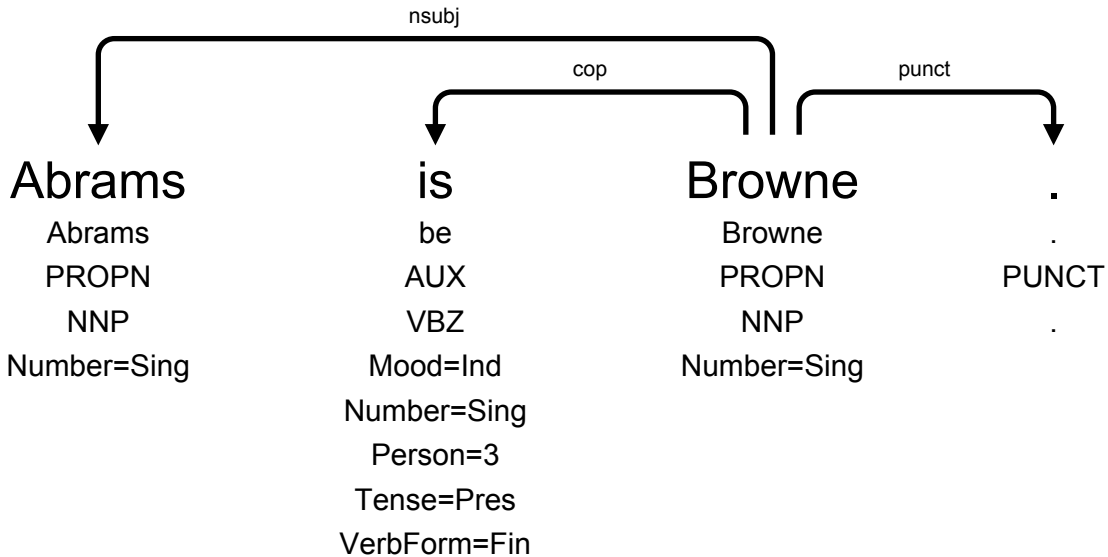 nsubj
cop punct
Abrams is Browne .
Abrams be Browne .
PROPN AUX PROPN PUNCT
NNP VBZ NNP .
Number=Sing Mood=Ind Number=Sing
Number=Sing
Person=3
Tense=Pres
VerbForm=Fin